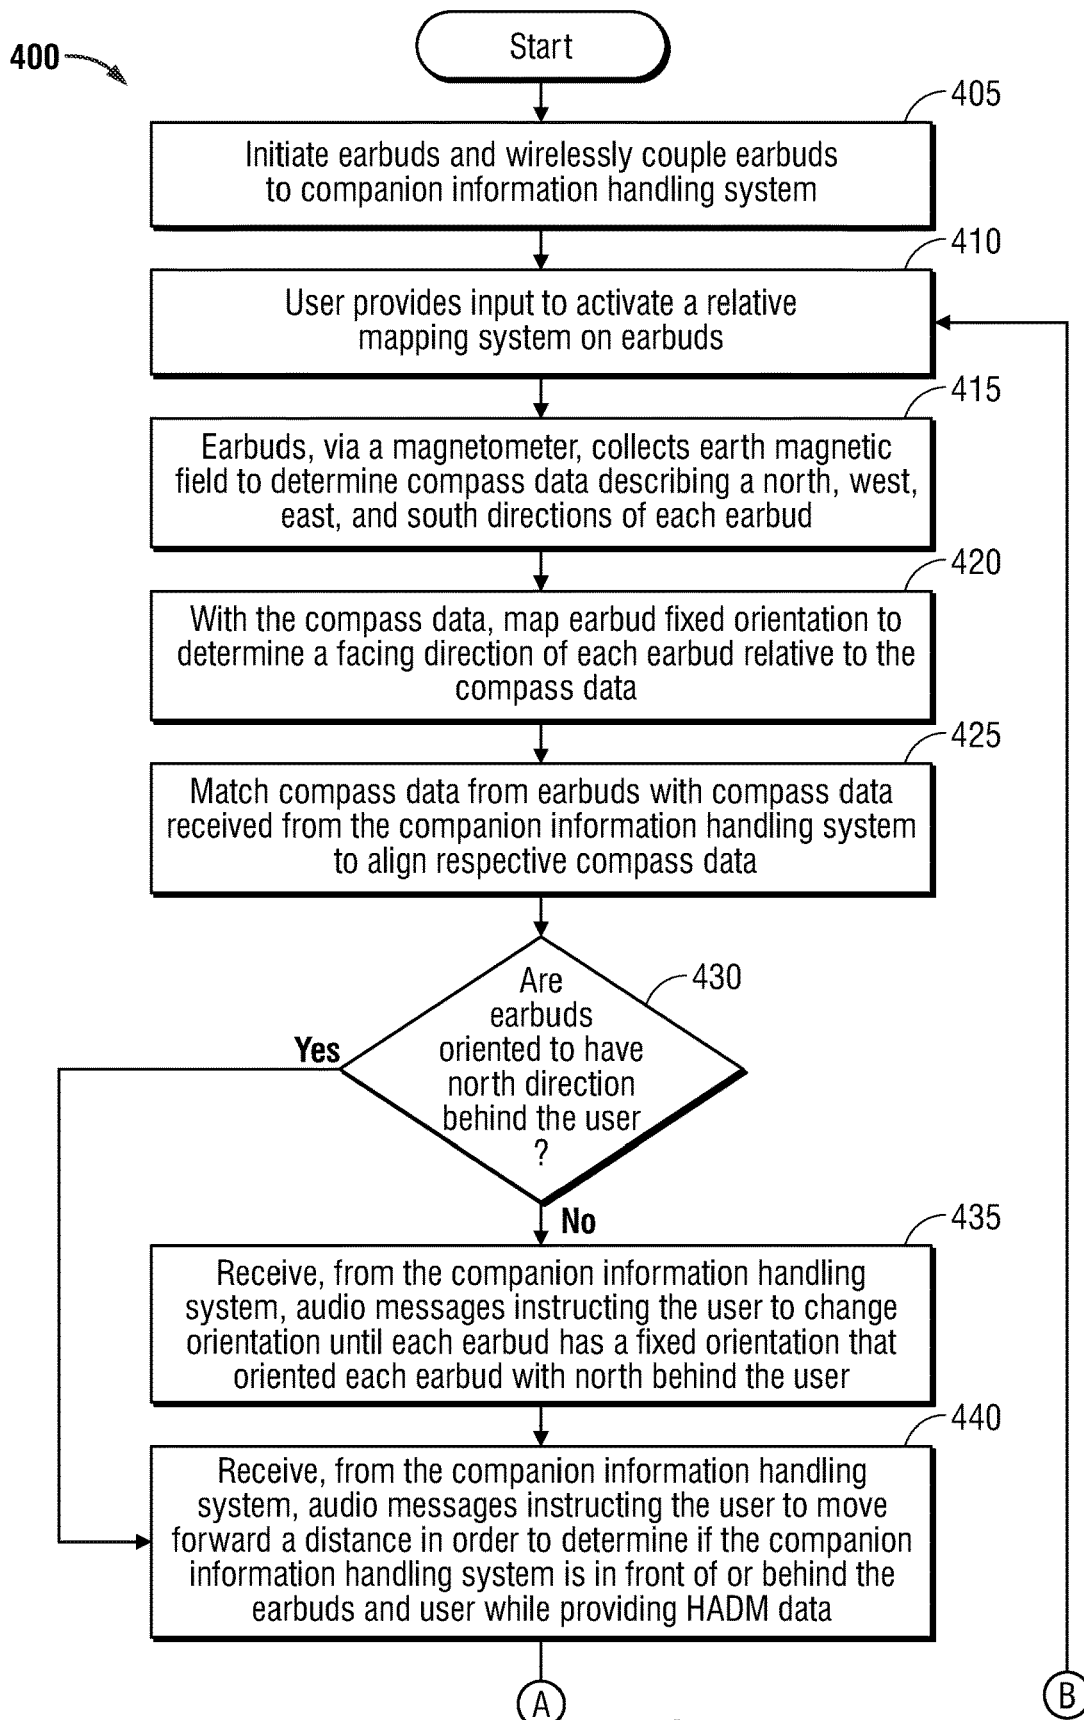 Start
400
405
Initiate earbuds and wirelessly couple earbuds
to companion information handling system
410
User provides input to activate a relative
mapping system on earbuds
415
Earbuds, via a magnetometer, collects earth magnetic
field to determine compass data describing a north, west,
east, and south directions of each earbud
420
With the compass data, map earbud fixed orientation to
determine a facing direction of each earbud relative to the
compass data
425
Match compass data from earbuds with compass data
received from the companion information handling system
to align respective compass data
430
Are
earbuds
oriented to have
north direction
behind the user
?
Yes
No
435
Receive, from the companion information handling
system, audio messages instructing the user to change
orientation until each earbud has a fixed orientation that
oriented each earbud with north behind the user
440
Receive, from the companion information handling
system, audio messages instructing the user to move
forward a distance in order to determine if the companion
information handling system is in front of or behind the
earbuds and user while providing HADM data
A
B